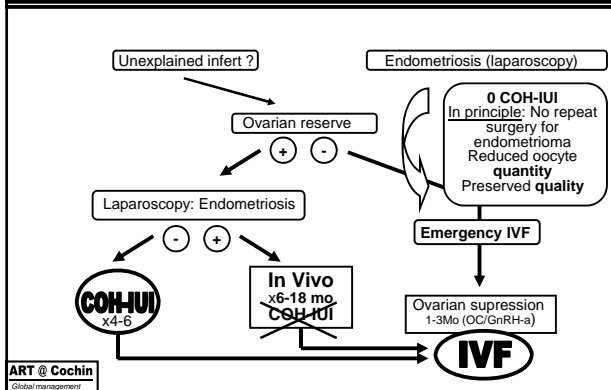 Unexplained infert ?
Endometriosis (laparoscopy)
0 COH-IUI
In principle: No repeat
surgery for
endometrioma
Reduced oocyte
quantity
Preserved quality
Ovarian reserve
+ -
Laparoscopy: Endometriosis
- +
Emergency IVF
COH-IUI
x4-6
In Vivo
x6-18 mo
COH-IUI
Ovarian supression
1-3Mo (OC/GnRH-a)
IVF
ART @ Cochin
Global management